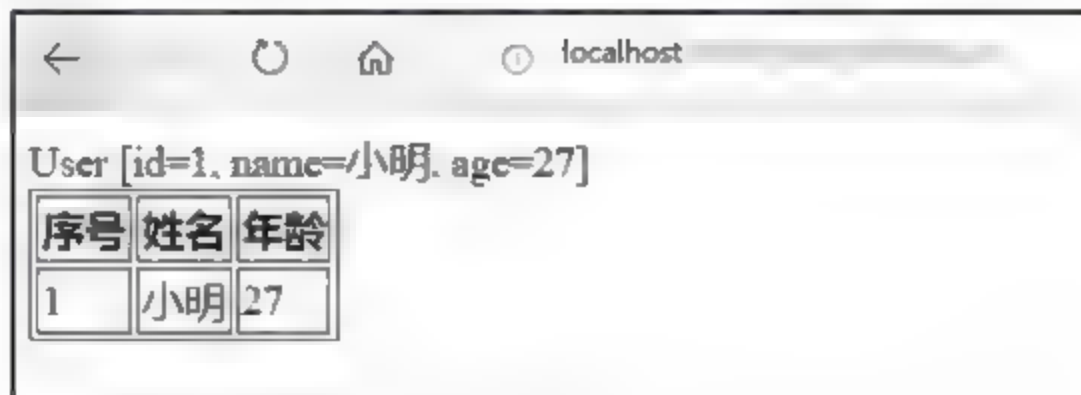 localhost
User [id=1, name=小明, age=27]
序号 姓名 年龄
1 小明 27